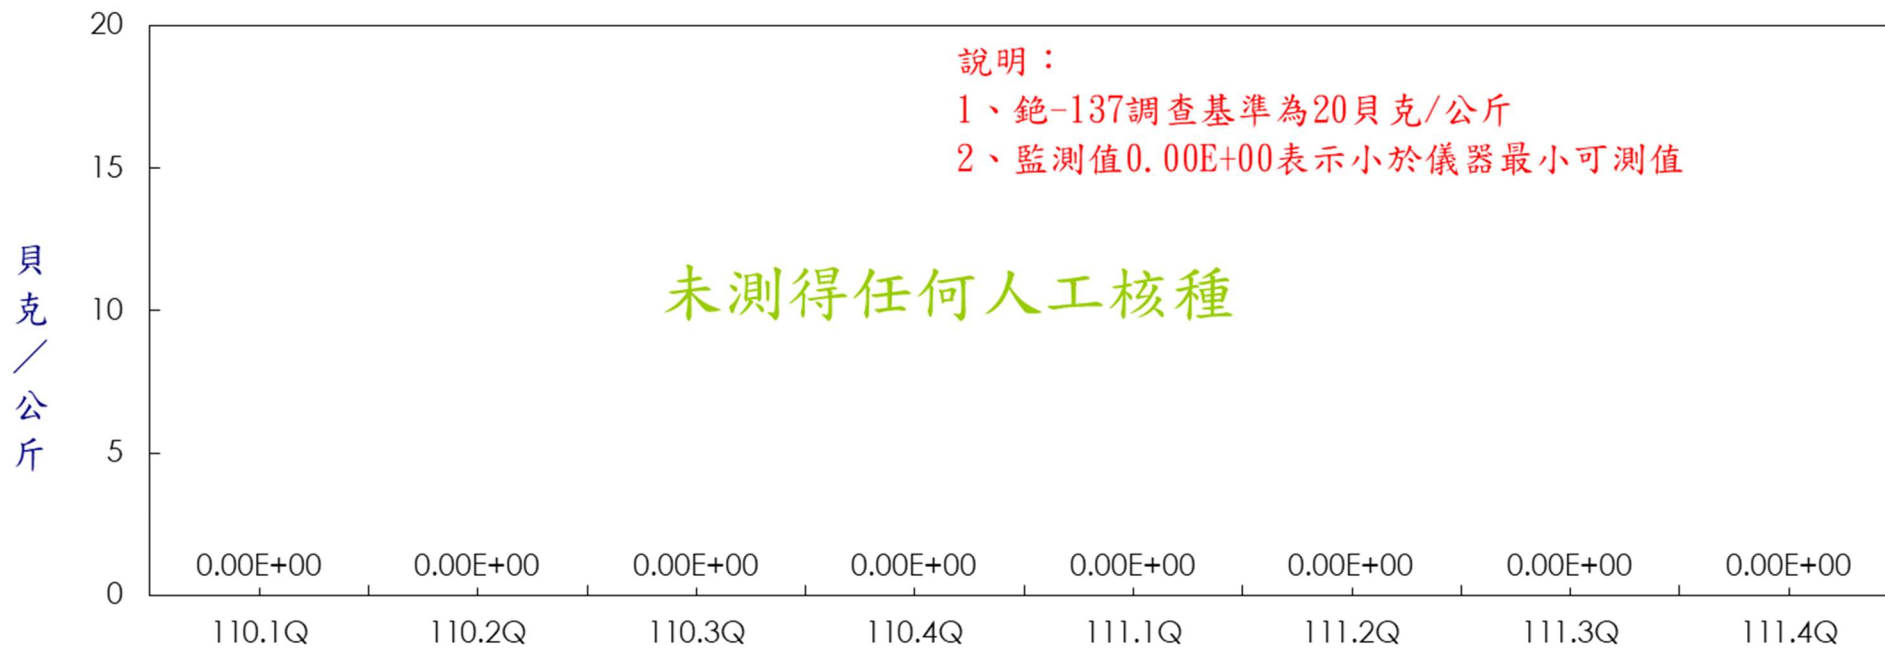 20
說明：
1、銫-137調查基準為20貝克/公斤
2、監測值0.00E+00表示小於儀器最小可測值
15
貝克／公斤
未測得任何人工核種
10
5
0.00E+00 0.00E+00 0.00E+00 0.00E+00 0.00E+00 0.00E+00 0.00E+00 0.00E+00
0
110.1Q 110.2Q 110.3Q 110.4Q 111.1Q 111.2Q 111.3Q 111.4Q